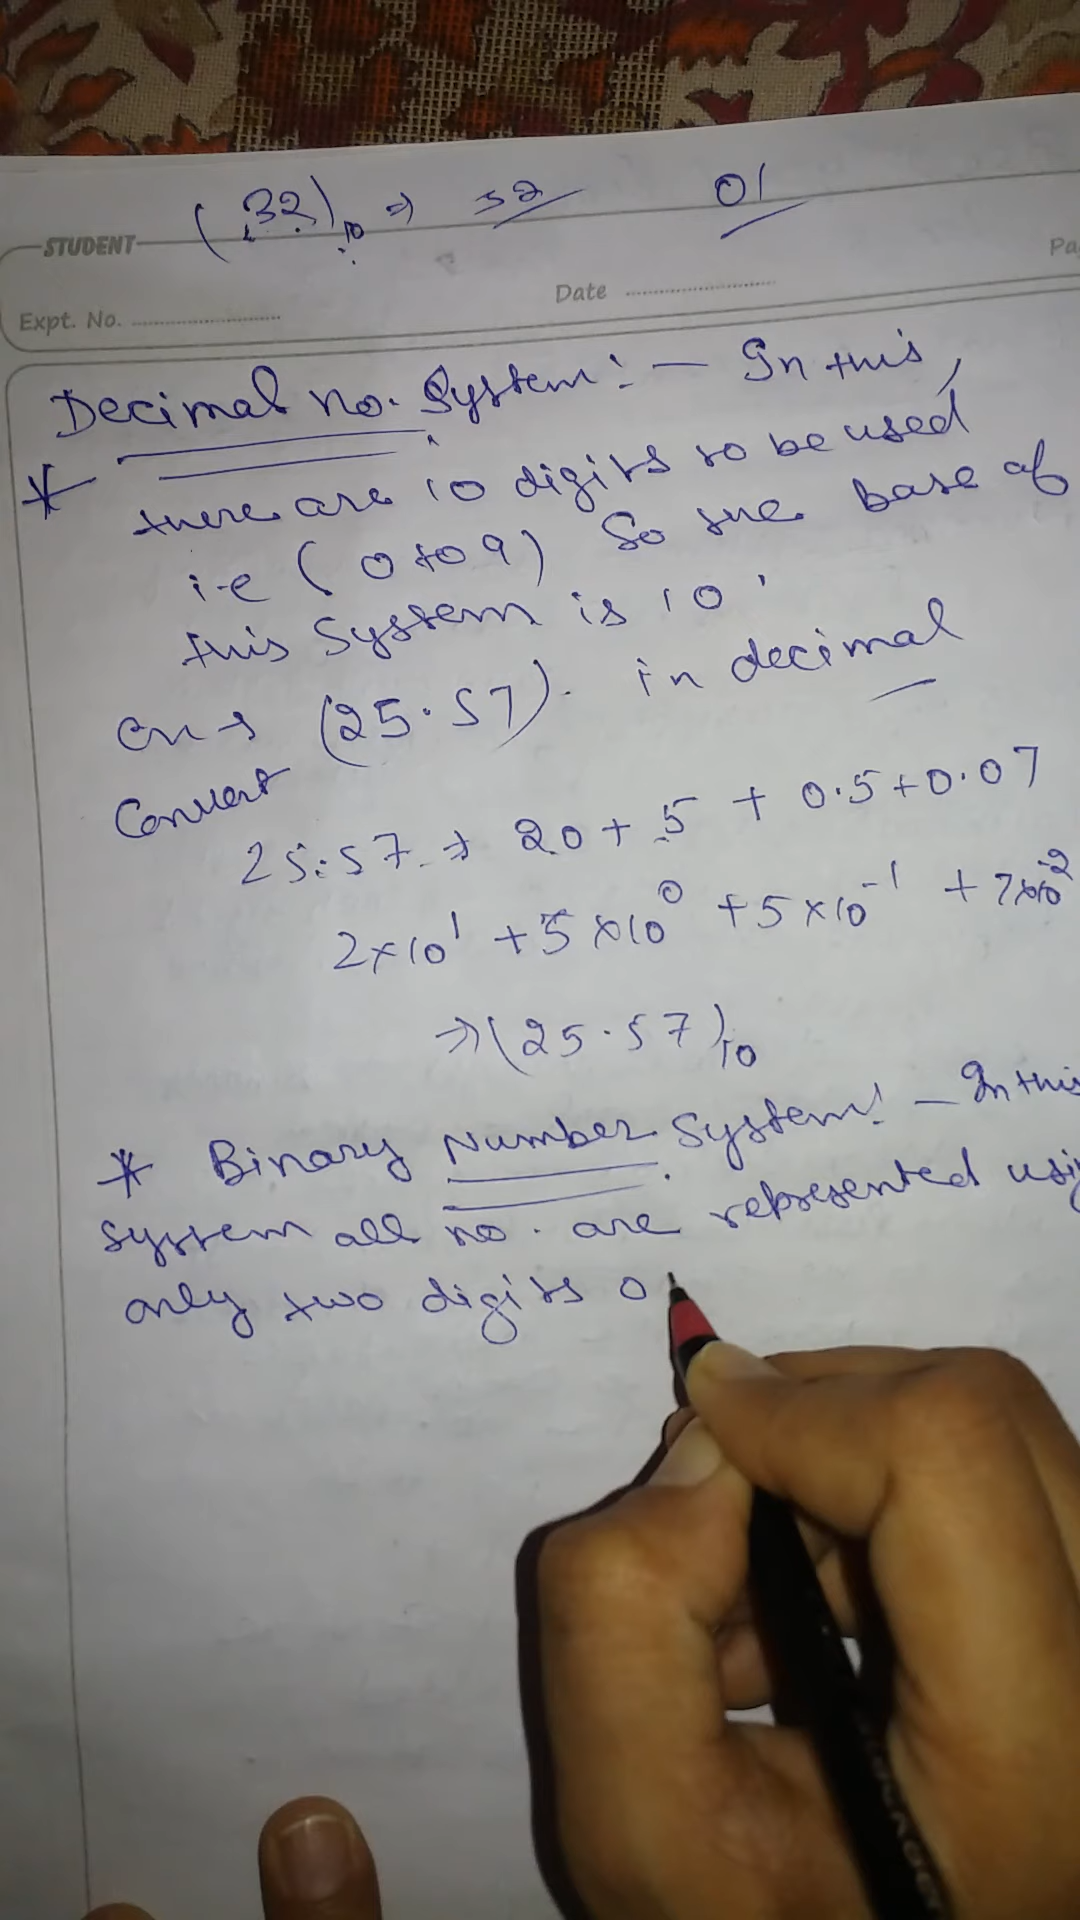 (32)10 ⇒ 32 01
STUDENT
Date ............
Expt. No. ............
Decimal no. System:- In this,
* there are 10 digits to be used
i.e (0 to 9) So the base of
this System is 10.
(25.57). in decimal
Convert
25.57 → 20 + 5 + 0.5 + 0.07
2×10¹ + 5×10⁰ + 5×10⁻¹ + 7×10⁻²
⇒ (25.57)10
* Binary Number System:- In this
System all no. are represented usi
only two digits 0